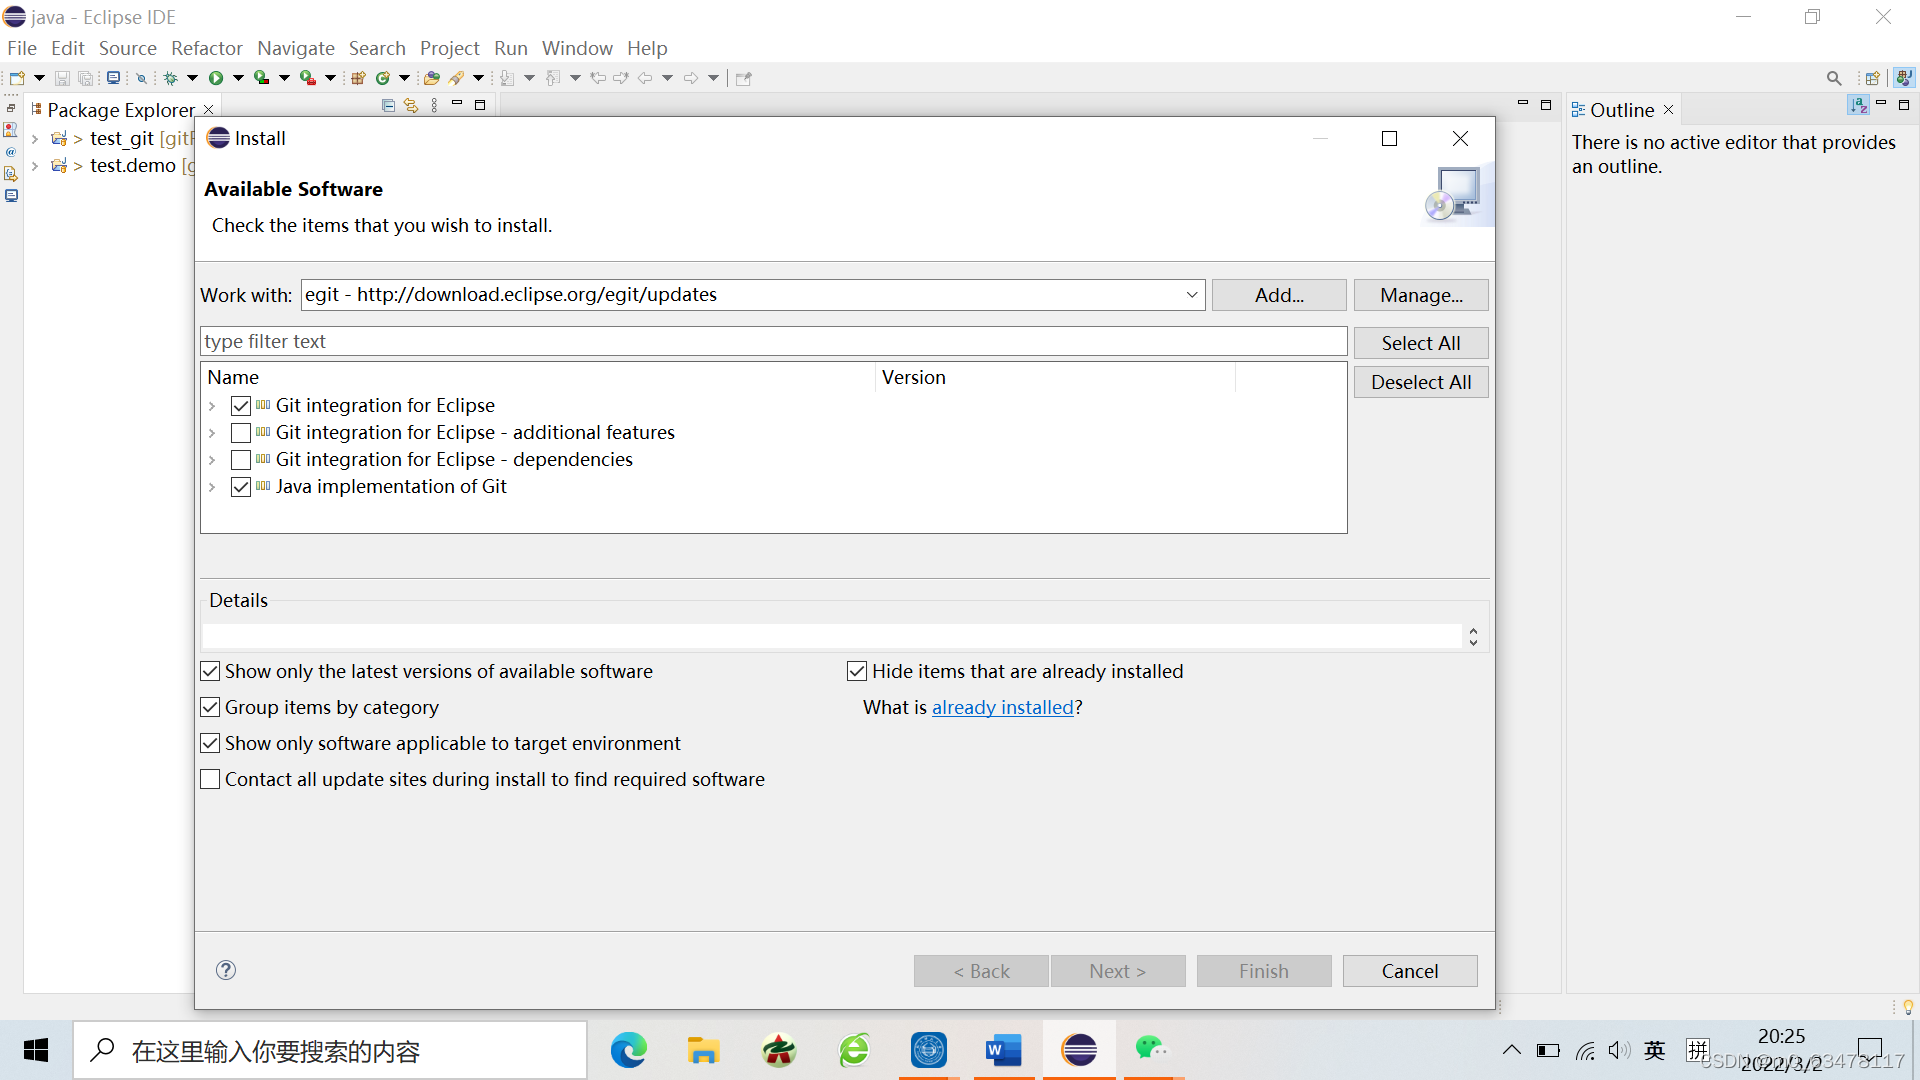 java - Eclipse IDE
File Edit Source Refactor Navigate Search Project Run Window Help
Package Explorer
> test_git
> test.demo
Outline
There is no active editor that provides
an outline.
Install
Available Software
Check the items that you wish to install.
Work with: egit - http://download.eclipse.org/egit/updates
Add...
Manage...
type filter text
Select All
Deselect All
Name Version
Git integration for Eclipse
Git integration for Eclipse - additional features
Git integration for Eclipse - dependencies
Java implementation of Git
Details
Show only the latest versions of available software
Hide items that are already installed
Group items by category
What is already installed?
Show only software applicable to target environment
Contact all update sites during install to find required software
< Back
Next >
Finish
Cancel
在这里输入你要搜索的内容
英
拼
20:25
2022/3/2